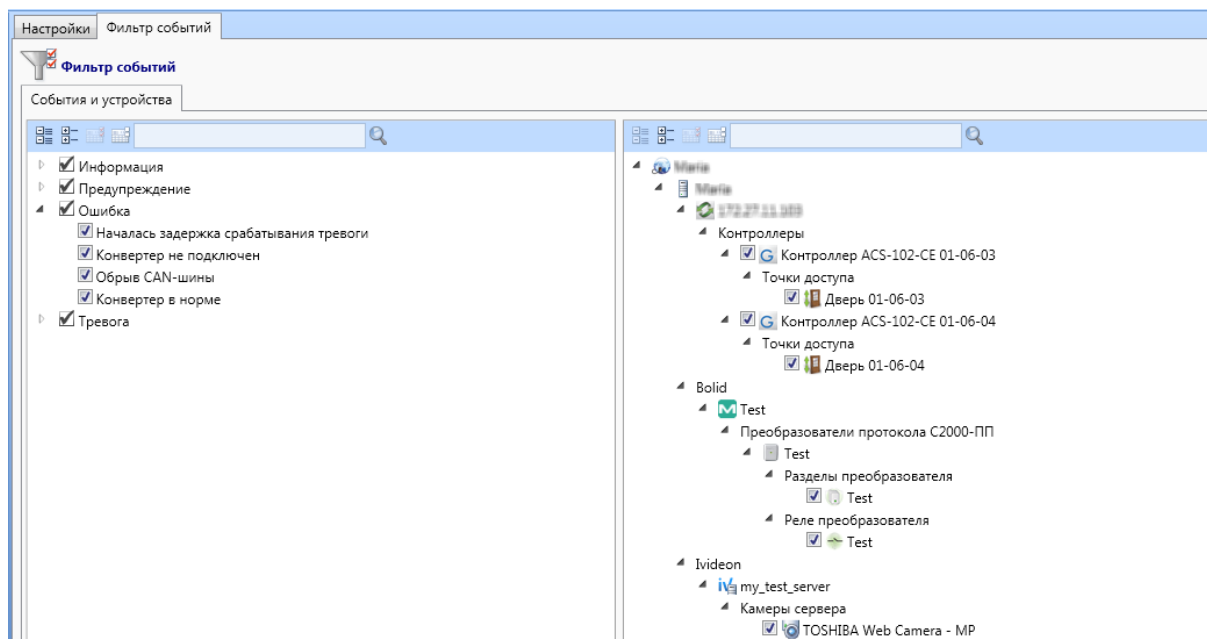 Настройки
Фильтр событий
Фильтр событий
События и устройства
Информация
Предупреждение
Ошибка
Началась задержка срабатывания тревоги
Конвертер не подключен
Обрыв CAN-шины
Конвертер в норме
Тревога
Контроллеры
Контроллер ACS-102-CE 01-06-03
Точки доступа
Дверь 01-06-03
Контроллер ACS-102-CE 01-06-04
Точки доступа
Дверь 01-06-04
Bolid
Test
Преобразователи протокола С2000-ПП
Test
Разделы преобразователя
Test
Реле преобразователя
Test
Ivideon
my_test_server
Камеры сервера
TOSHIBA Web Camera - MP